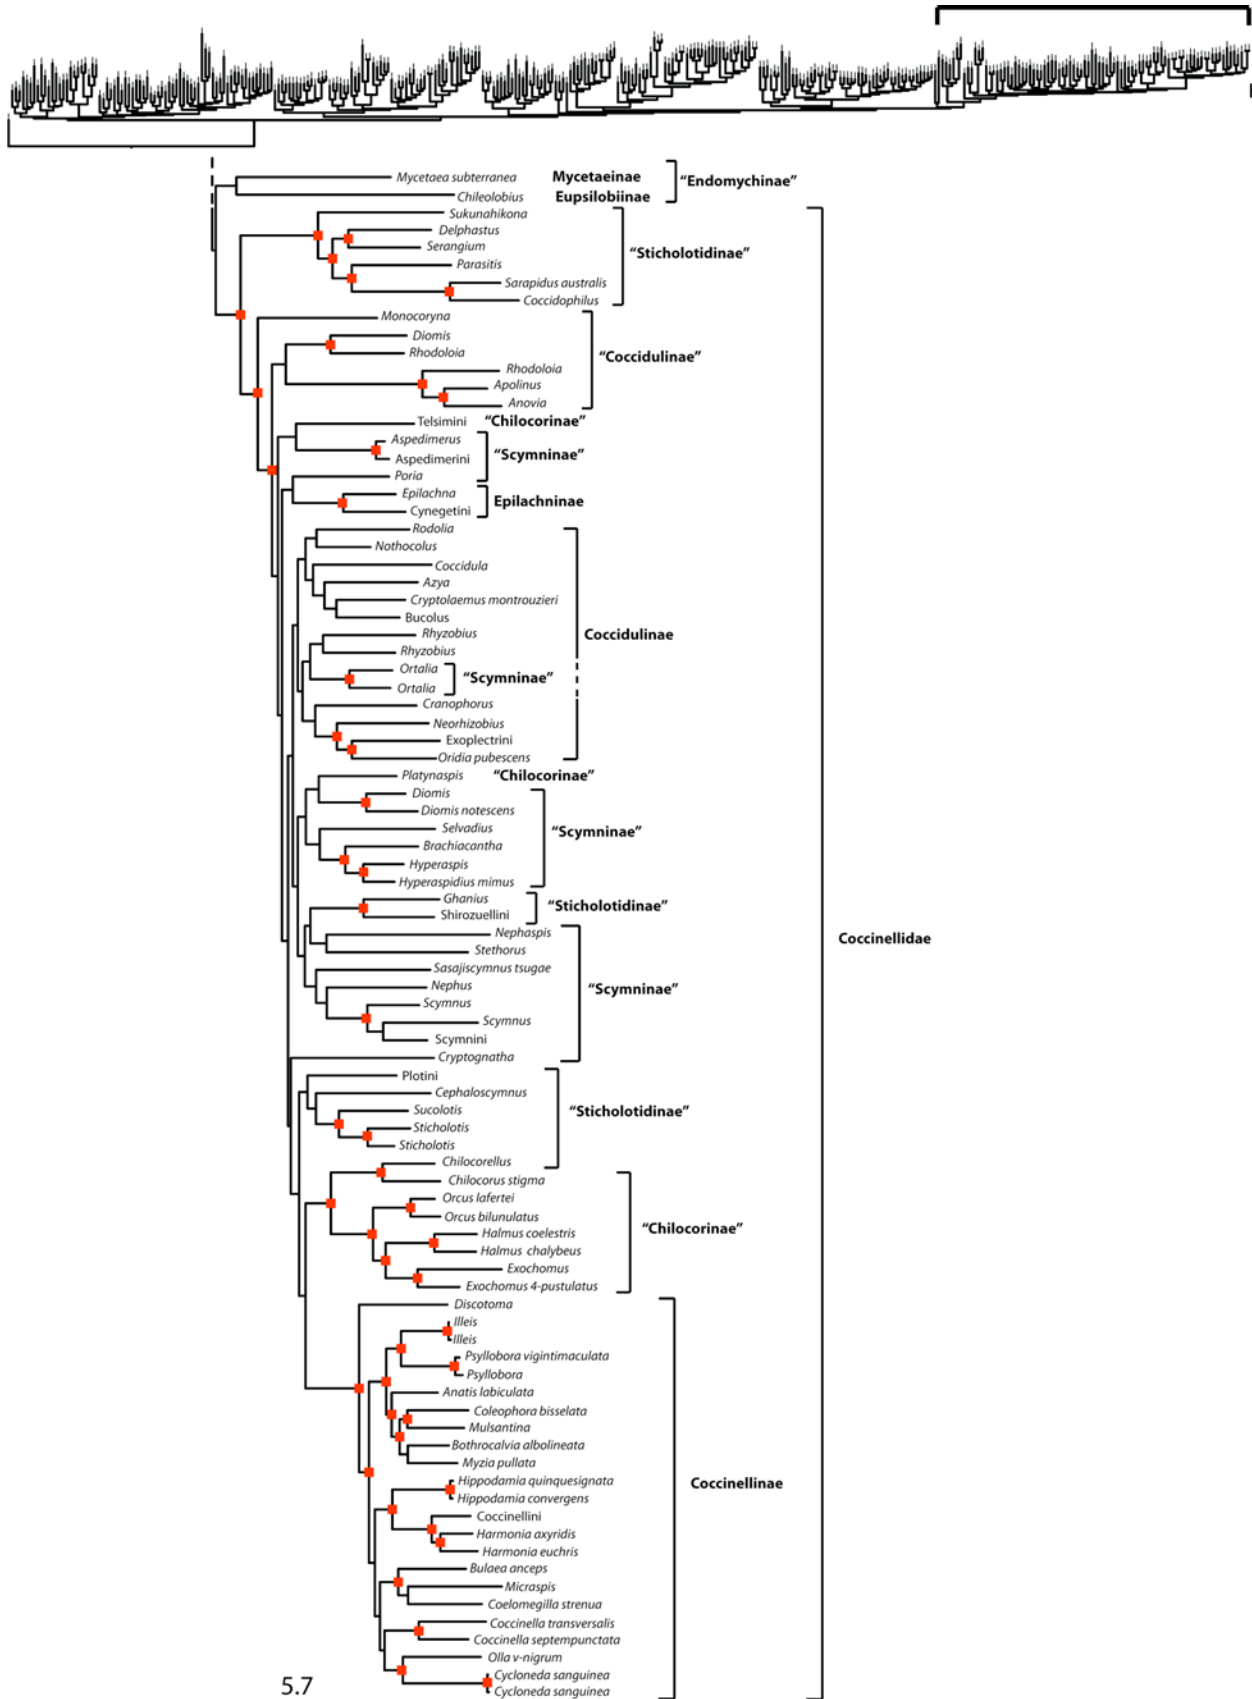 Mycetaea subterranea Mycetaeinae "Endomychinae"
Chileolobius Eupsilobiinae
Sukunahikona
Delphastus
Serangium "Sticholotidinae"
Parasitis
Sarapidus australis
Coccidophilus
Monocoryna
Diomis
Rhodoloia "Coccidulinae"
Rhodoloia
Apolinus
Anovia
Telsimini "Chilocorinae"
Aspedimerus
Aspedimerini "Scymninae"
Poria
Epilachna
Cynegetini Epilachninae
Rodolia
Nothocolus
Coccidula
Azya
Cryptolaemus montrouzieri
Bucolus
Rhyzobius Coccidulinae
Rhyzobius
Ortalia
Ortalia "Scymninae"
Cranophorus
Neorhizobius
Exoplectrini
Oridia pubescens
Platynaspis "Chilocorinae"
Diomis
Diomis notescens
Selvadius "Scymninae"
Brachiacantha
Hyperaspis
Hyperaspidius mimus
Ghanius
Shirozuellini "Sticholotidinae"
Nephaspis Coccinellidae
Stethorus
Sasajiscymnus tsugae
Nephus "Scymninae"
Scymnus
Scymnus
Scymnini
Cryptognatha
Plotini
Cephaloscymnus
Sucolotis "Sticholotidinae"
Sticholotis
Sticholotis
Chilocorellus
Chilocorus stigma
Orcus lafertei
Orcus bilunulatus
Halmus coelestris "Chilocorinae"
Halmus chalybeus
Exochomus
Exochomus 4-pustulatus
Discotoma
Illeis
Illeis
Psyllobora vigintimaculata
Psyllobora
Anatis labiculata
Coleophora bisselata
Mulsantina
Bothrocalvia albolineata
Myzia pullata
Hippodamia quinquesignata Coccinellinae
Hippodamia convergens
Coccinellini
Harmonia axyridis
Harmonia euchris
Bulaea anceps
Micraspis
Coelomegilla strenua
Coccinella transversalis
Coccinella septempunctata
Olla v-nigrum
Cycloneda sanguinea
Cycloneda sanguinea
5.7